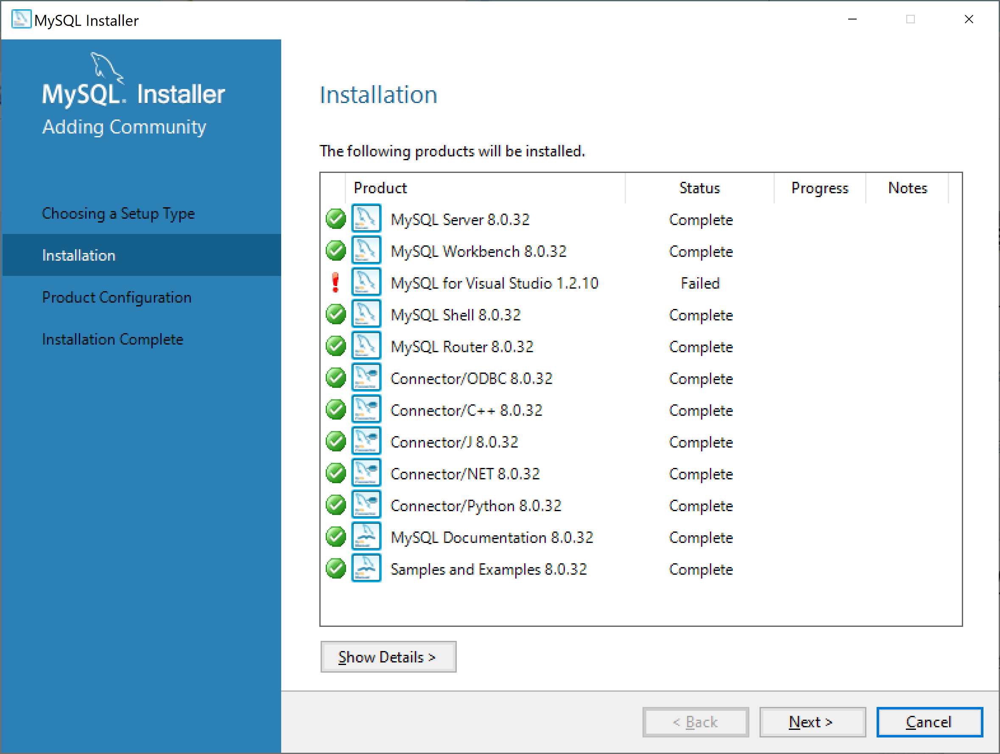 MySQL Installer
MySQL. Installer
Adding Community
Choosing a Setup Type
Installation
Product Configuration
Installation Complete
Installation
The following products will be installed.
Product Status Progress Notes
MySQL Server 8.0.32 Complete
MySQL Workbench 8.0.32 Complete
MySQL for Visual Studio 1.2.10 Failed
MySQL Shell 8.0.32 Complete
MySQL Router 8.0.32 Complete
Connector/ODBC 8.0.32 Complete
Connector/C++ 8.0.32 Complete
Connector/J 8.0.32 Complete
Connector/NET 8.0.32 Complete
Connector/Python 8.0.32 Complete
MySQL Documentation 8.0.32 Complete
Samples and Examples 8.0.32 Complete
Show Details >
< Back Next > Cancel